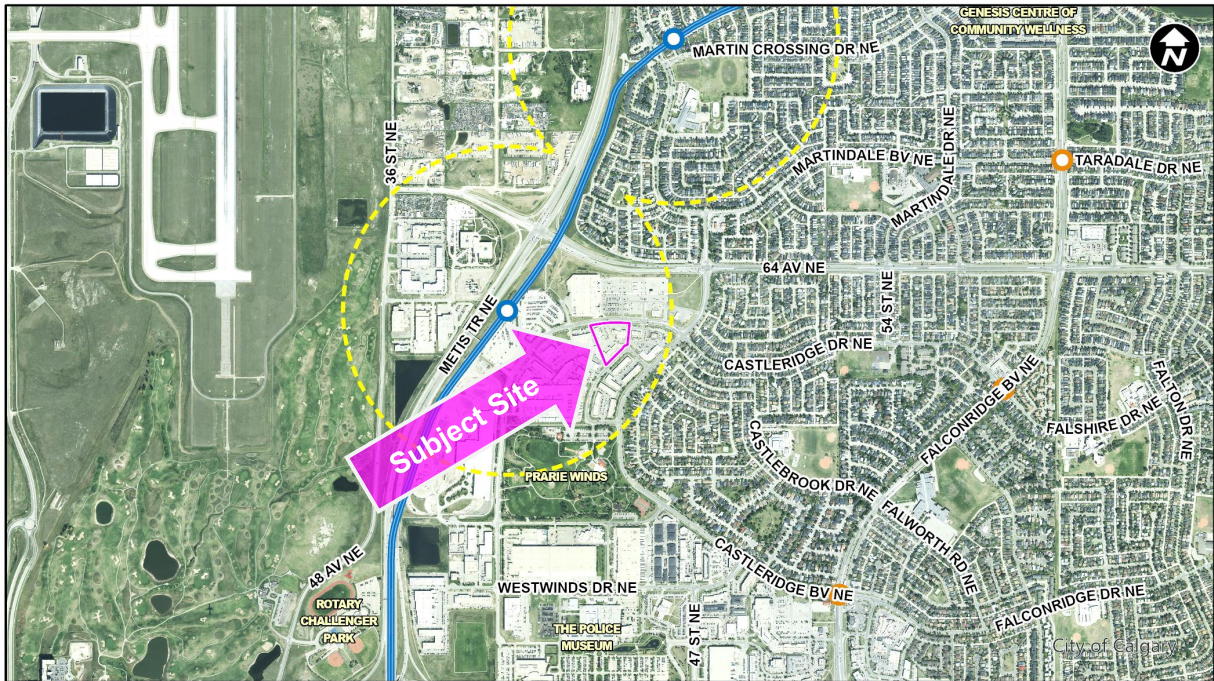 GENESIS CENTRE OF
COMMUNITY WELLNESS
N
MARTIN CROSSING DR NE
36 ST NE
MARTINDALE BV NE
MARTINDALE DR NE
TARADALE DR NE
64 AV NE
54 ST NE
METIS TR NE
CASTLERIDGE DR NE
Subject Site
FALCONRIDGE BV NE
FALTON DR NE
FALSHIRE DR NE
CASTLEBROOK DR NE
PRARIE WINDS
FALWORTH RD NE
CASTLERIDGE BV NE
48 AV NE
WESTWINDS DR NE
FALCONRIDGE DR NE
ROTARY
CHALLENGER
PARK
THE POLICE
MUSEUM
47 ST NE
City of Calgary